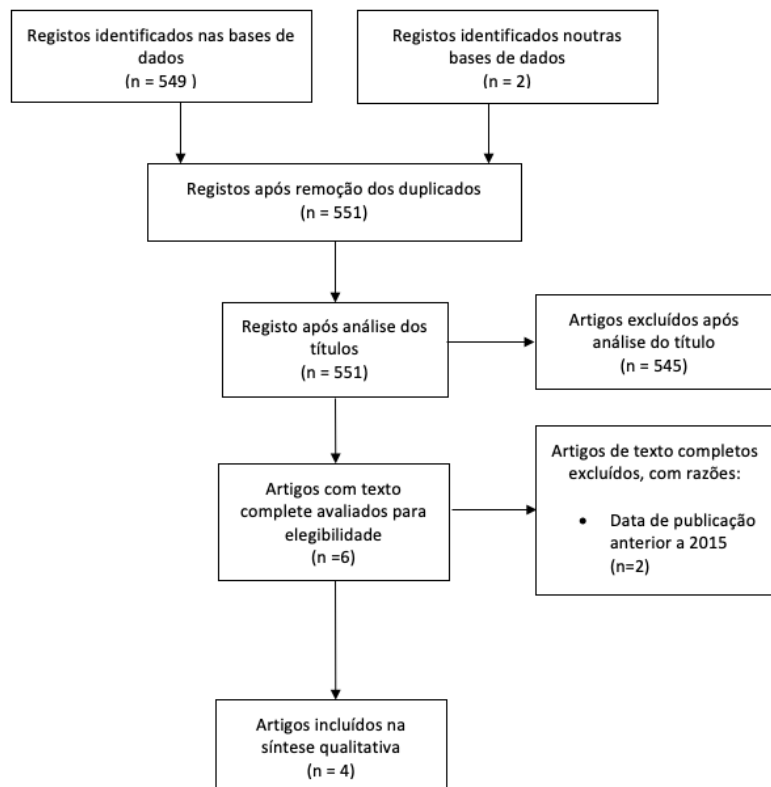 Registos identificados nas bases de
dados
(n = 549 )
Registos identificados noutras
bases de dados
(n = 2)
Registos após remoção dos duplicados
(n = 551)
Registo após análise dos
títulos
(n = 551)
Artigos excluídos após
análise do título
(n = 545)
Artigos com texto
complete avaliados para
elegibilidade
(n =6)
Artigos de texto completos
excluídos, com razões:
• Data de publicação
anterior a 2015
(n=2)
Artigos incluídos na
síntese qualitativa
(n = 4)